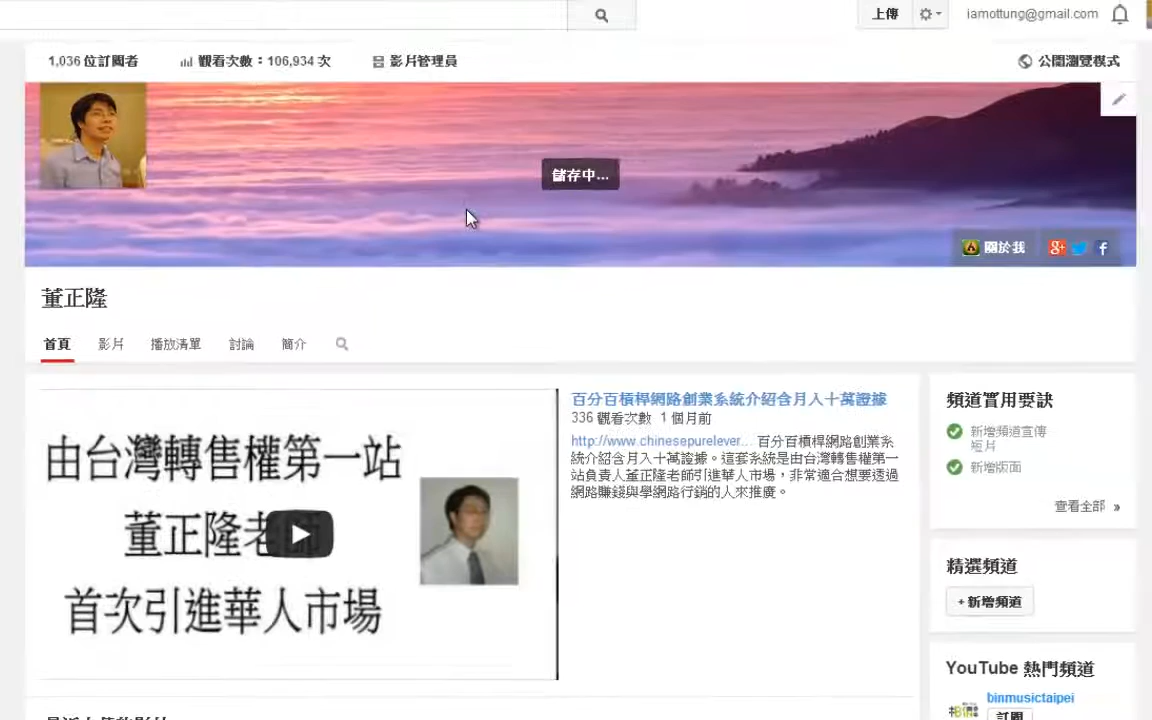 上傳
iamottung@gmail.com
1,036 位訂閱者
觀看次數：106,934 次
影片管理員
公開瀏覽模式
儲存中...
關於我
董正隆
首頁
影片
播放清單
討論
簡介
由台灣轉售權第一站
董正隆老師
首次引進華人市場
百分百槓桿網路創業系統介紹含月入十萬證據
336 觀看次數 1 個月前
http://www.chinesepurelever... 百分百槓桿網路創業系
統介紹含月入十萬證據。這套系統是由台灣轉售權第一
站負責人董正隆老師引進華人市場，非常適合想要透過
網路賺錢與學網路行銷的人來推廣。
頻道實用要訣
新增頻道宣傳
短片
新增版面
查看全部 »
精選頻道
+ 新增頻道
YouTube 熱門頻道
binmusictaipei
訂閱